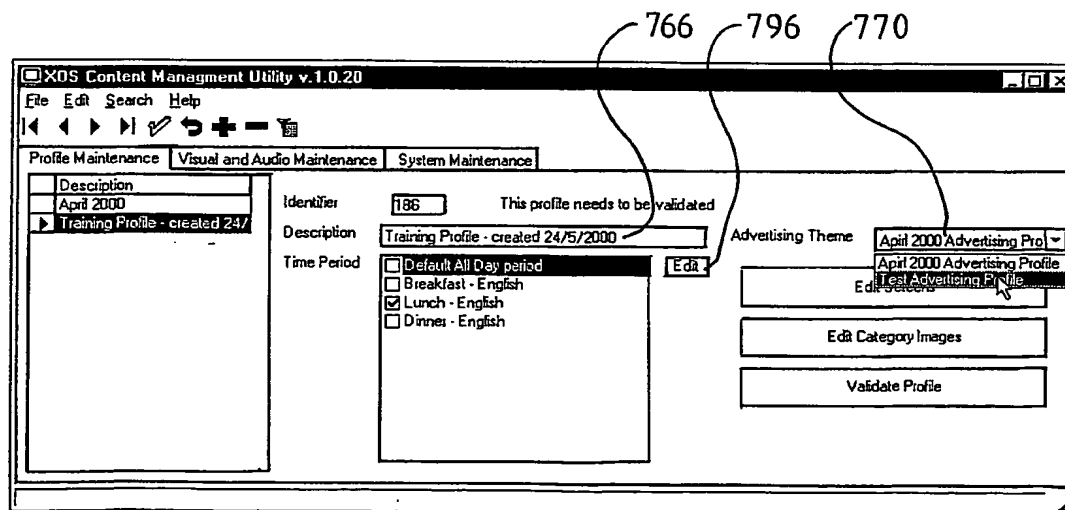 766 796 770
XOS Content Managment Utility v.1.0.20
File Edit Search Help
Profile Maintenance Visual and Audio Maintenance System Maintenance
Description
April 2000
Training Profile - created 24/
Identifier 186 This profile needs to be validated
Description Training Profile - created 24/5/2000
Time Period
Default All Day period
Breakfast - English
Lunch - English
Dinner - English
Edit
Advertising Theme April 2000 Advertising Pro
April 2000 Advertising Profile
Test Advertising Profile
Edit Screens
Edit Category Images
Validate Profile